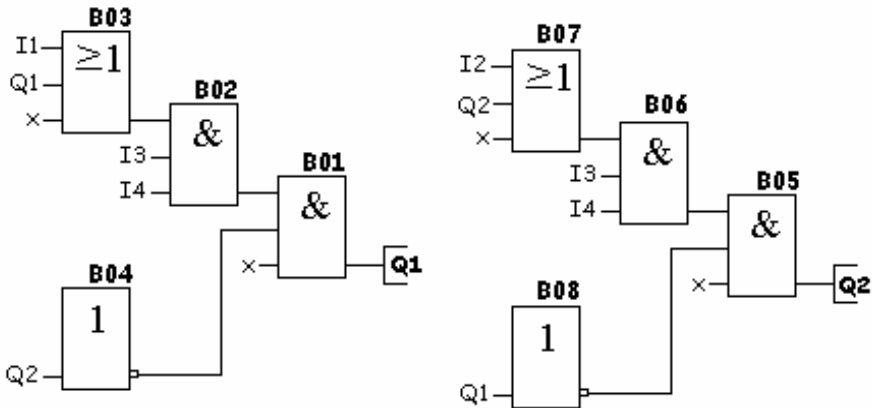 B03
I1
≥1
Q1
×
B02
&
I3
I4
B01
&
×
Q1
B04
1
Q2
B07
I2
≥1
Q2
×
B06
&
I3
I4
B05
&
×
Q2
B08
1
Q1